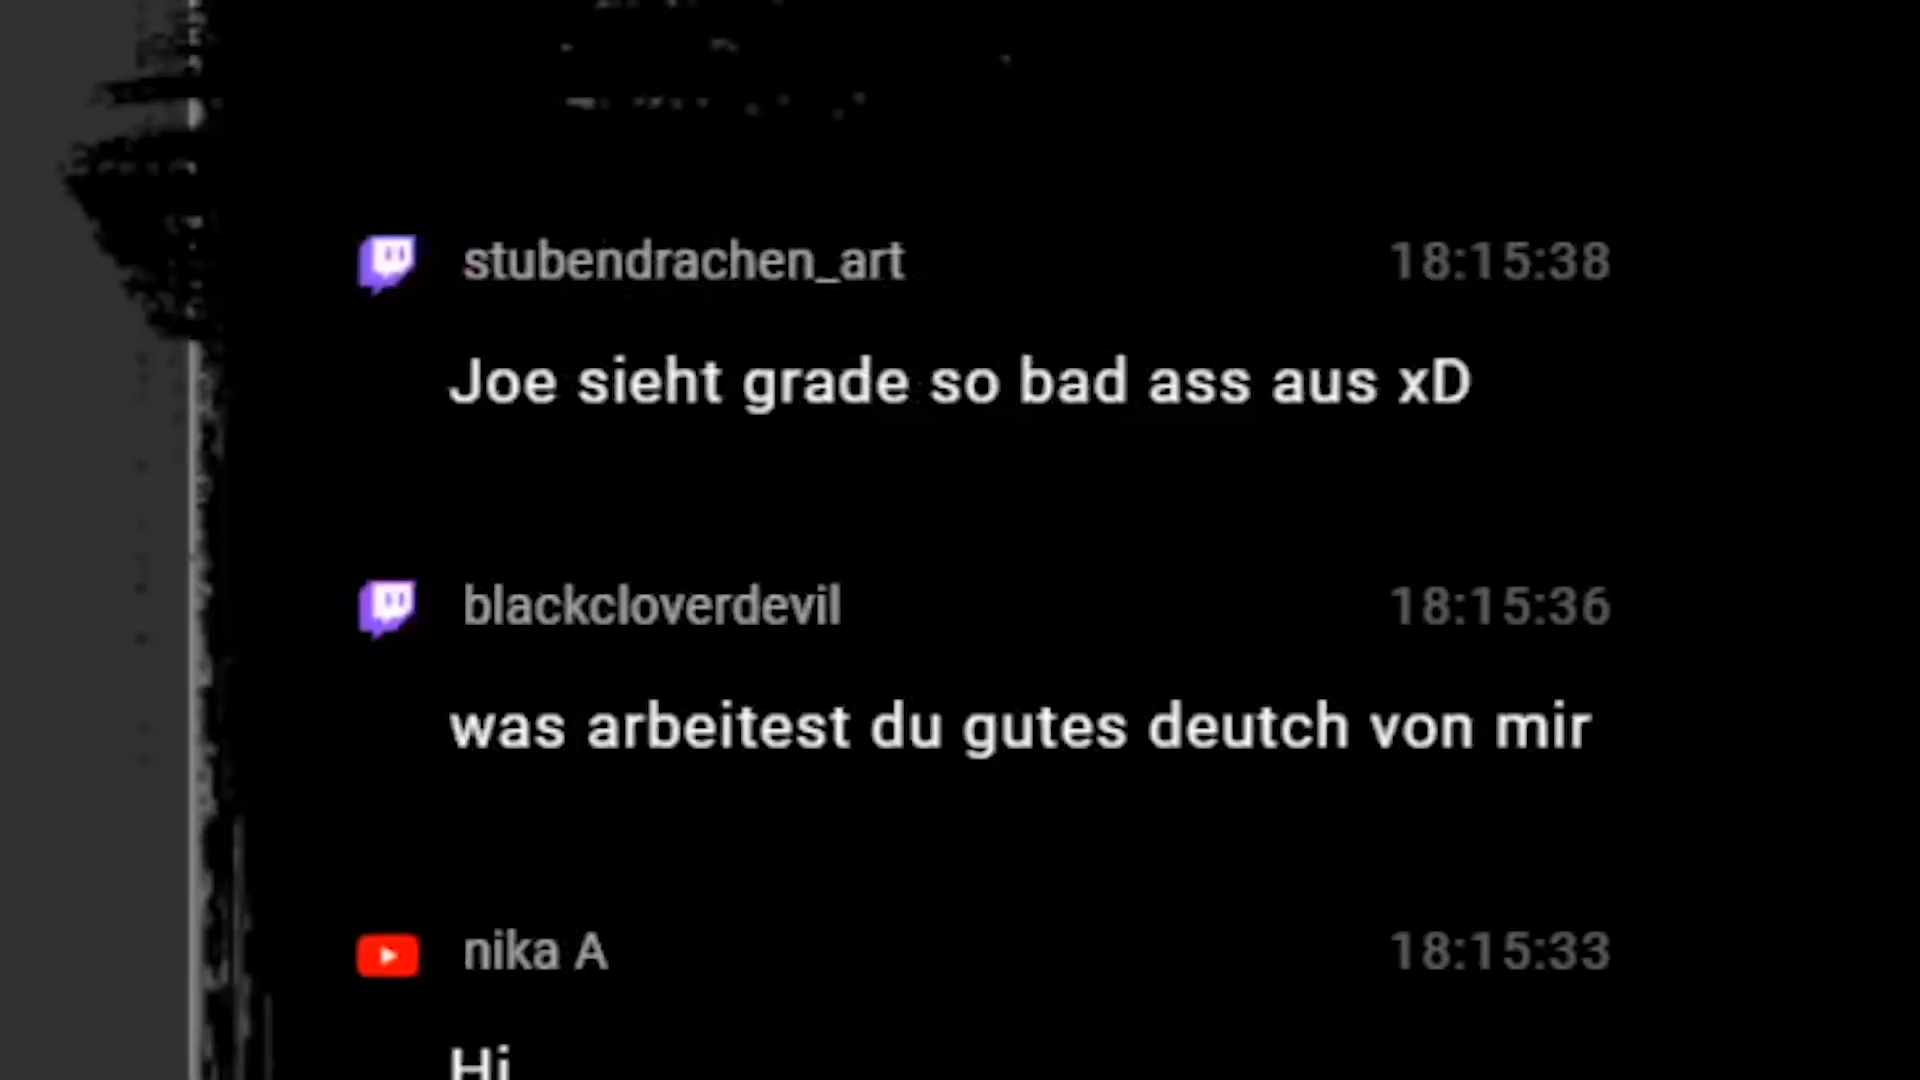 stubendrachen_art 18:15:38
Joe sieht grade so bad ass aus xD
blackcloverdevil 18:15:36
was arbeitest du gutes deutch von mir
nika A 18:15:33
Hi